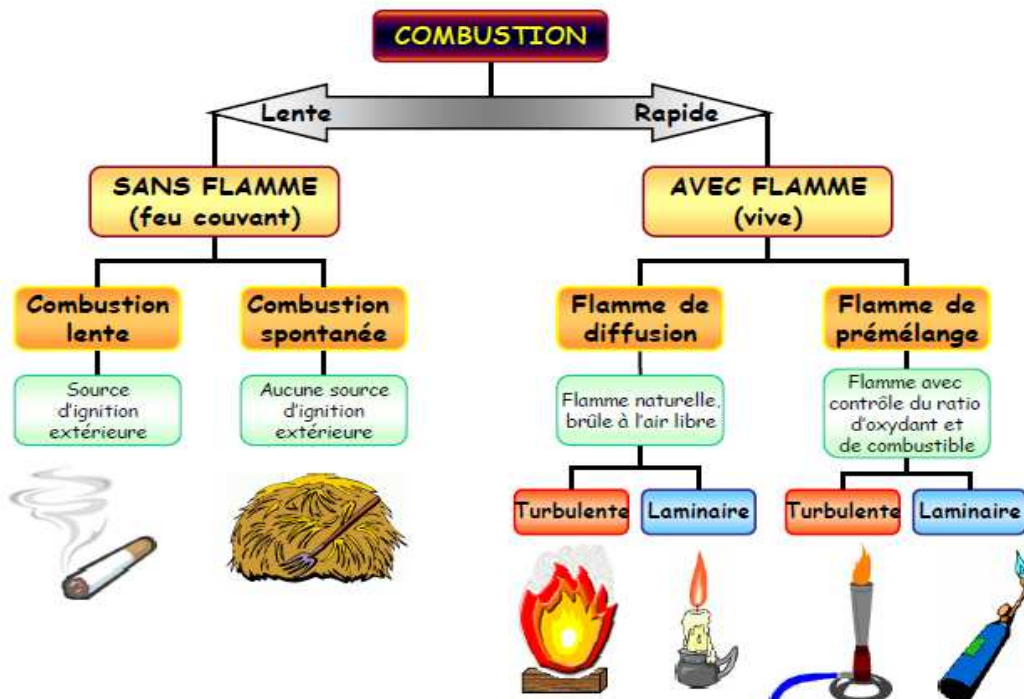 COMBUSTION
Lente
Rapide
SANS FLAMME
(feu couvant)
AVEC FLAMME
(vive)
Combustion
lente
Combustion
spontanée
Flamme de
diffusion
Flamme de
prémélange
Source
d'ignition
extérieure
Aucune source
d'ignition
extérieure
Flamme naturelle,
brûle à l'air libre
Flamme avec
contrôle du ratio
d'oxydant et
de combustible
Turbulente
Laminaire
Turbulente
Laminaire